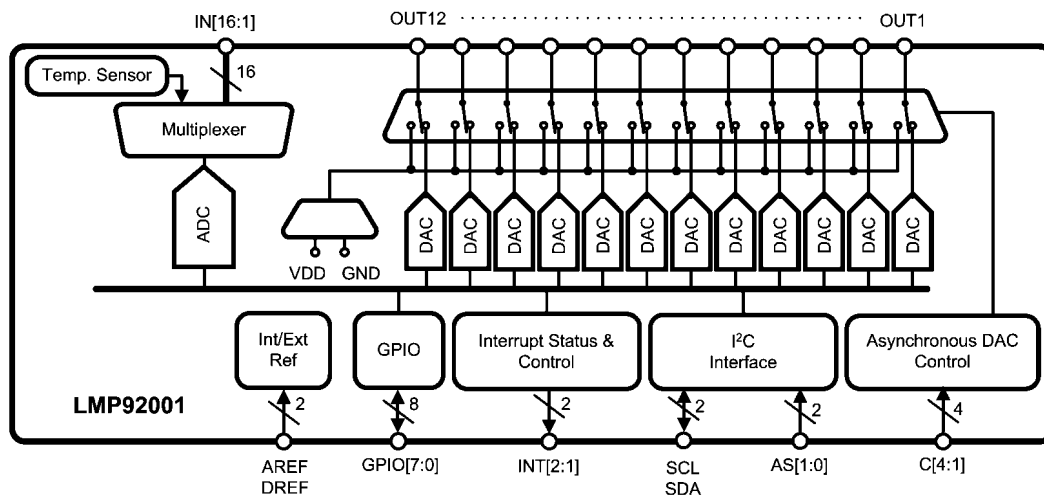 IN[16:1]
OUT12
OUT1
Temp. Sensor
16
Multiplexer
ADC
VDD
GND
DAC
DAC
DAC
DAC
DAC
DAC
DAC
DAC
DAC
DAC
DAC
DAC
Int/Ext
Ref
GPIO
Interrupt Status &
Control
I²C
Interface
Asynchronous DAC
Control
LMP92001
2
8
2
2
2
4
AREF
DREF
GPIO[7:0]
INT[2:1]
SCL
SDA
AS[1:0]
C[4:1]